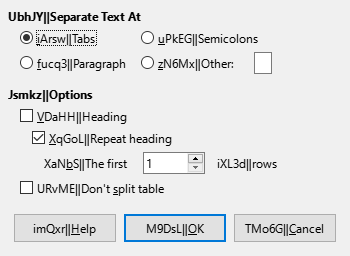 UbhJY||Separate Text At
iArsw||Tabs uPkEG||Semicolons
fucq3||Paragraph zN6Mx||Other:
Jsmkz||Options
VDaHH||Heading
XqGoL||Repeat heading
XaNbS||The first 1 iXL3d||rows
URvME||Don't split table
imQxr||Help M9DsL||OK TMo6G||Cancel